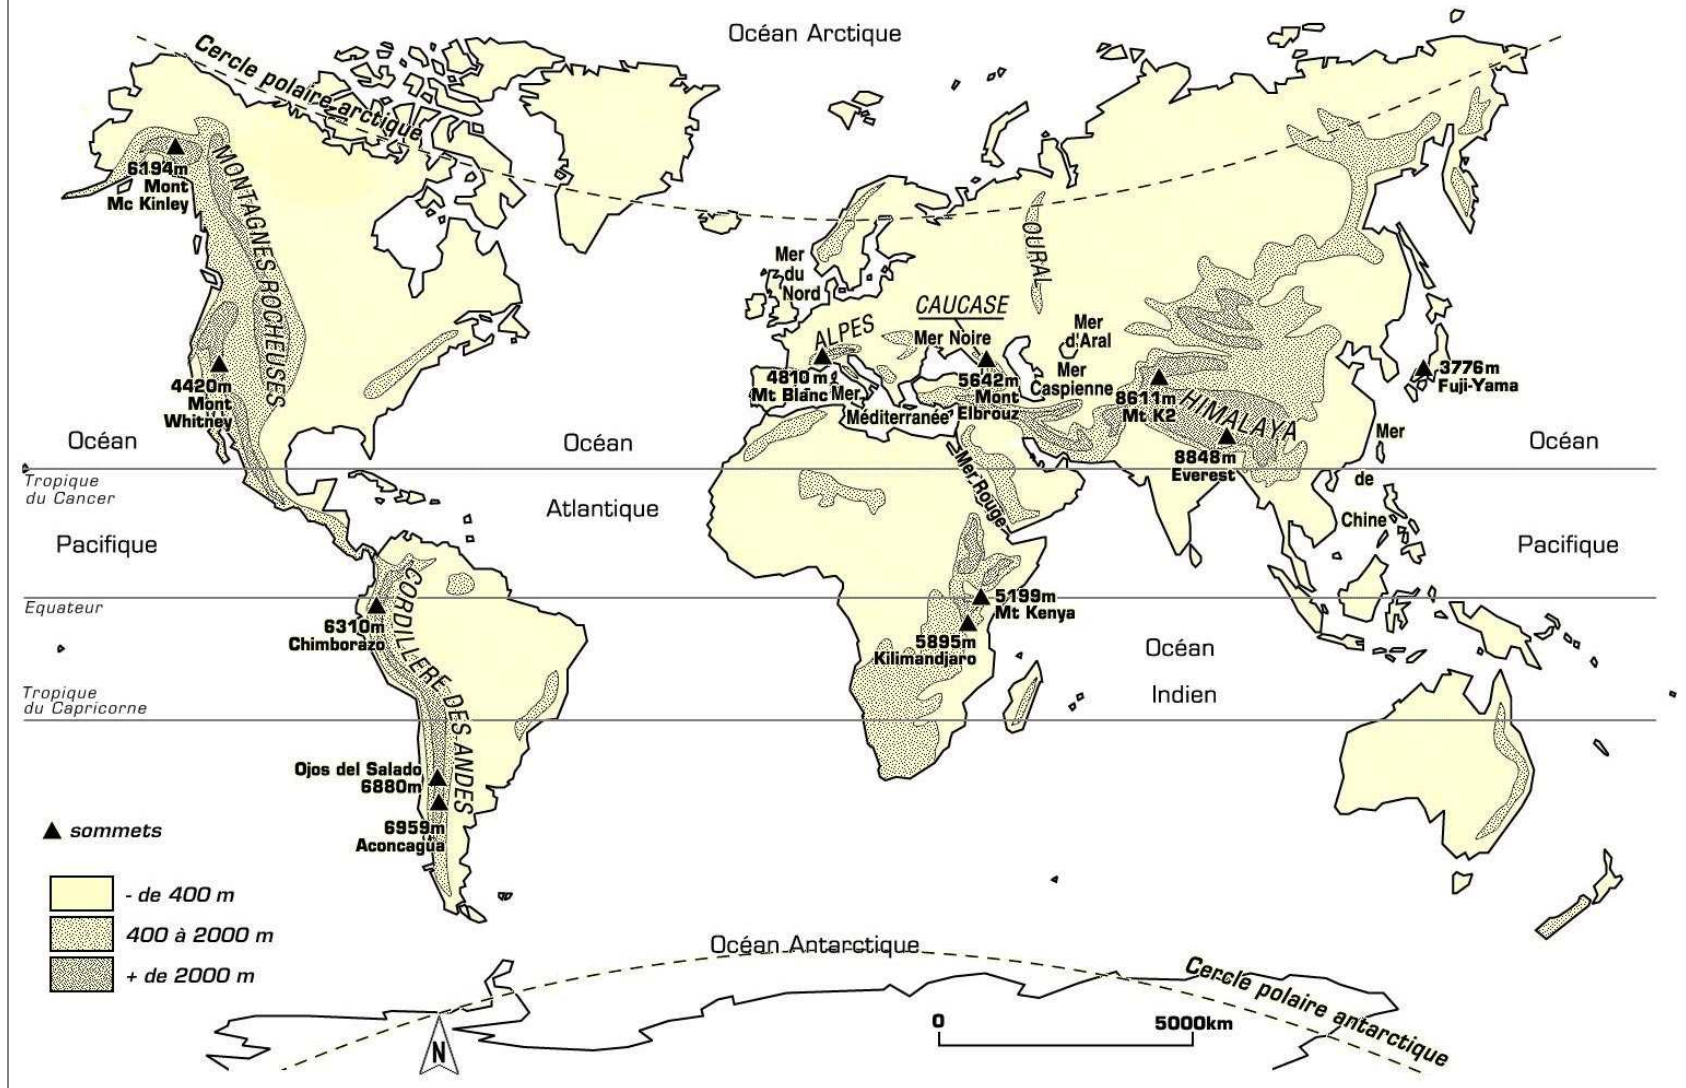 Océan Arctique
Cercle polaire arctique
6194m
Mont
Mc Kinley
MONTAGNES ROCHEUSES
Mer
du
Nord
OURAL
CAUCASE
ALPES
Mer Noire
Mer
d'Aral
4810 m
Mt Blanc
Mer
Méditerranée
5642m
Mont
Elbrouz
Mer
Caspienne
8611m
Mt K2
HIMALAYA
3776m
Fuji-Yama
4420m
Mont
Whitney
Océan
Océan
Mer
Océan
8848m
Everest
Tropique
du Cancer
Mer Rouge
de
Atlantique
Chine
Pacifique
Pacifique
Equateur
CORDILLERE DES ANDES
5199m
Mt Kenya
6310m
Chimborazo
5895m
Kilimandjaro
Océan
Indien
Tropique
du Capricorne
Ojos del Salado
6880m
6959m
Aconcagua
sommets
- de 400 m
400 à 2000 m
+ de 2000 m
Océan Antarctique
Cercle polaire antarctique
0
5000km
N